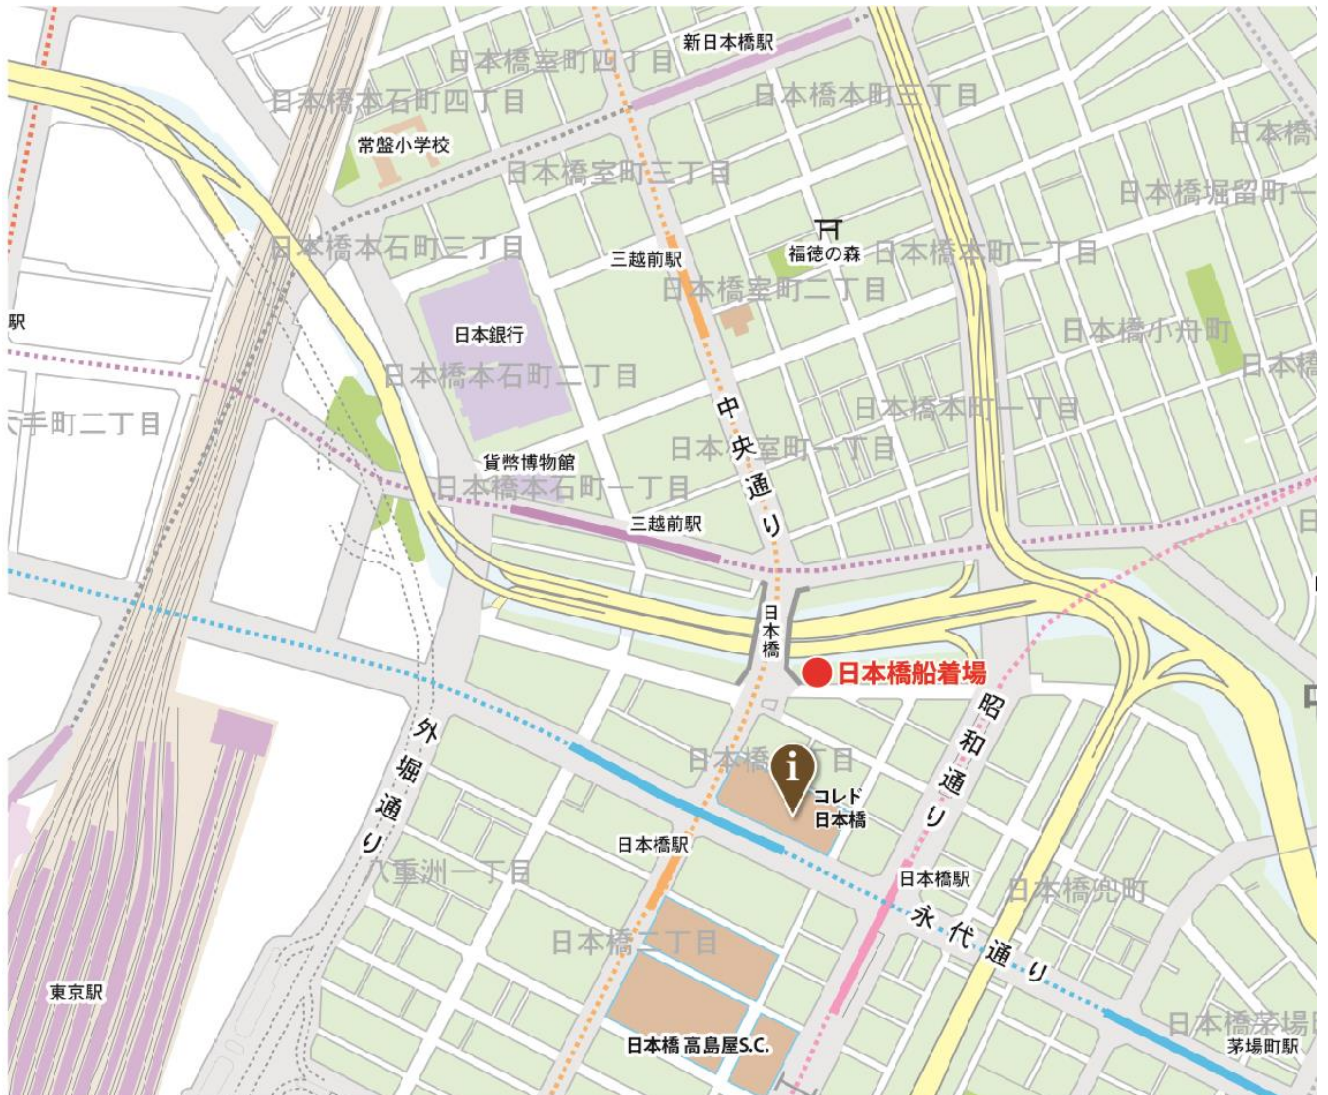 新日本橋駅
日本橋室町四丁目
日本橋本石町四丁目
日本橋本町三丁目
常盤小学校
日本橋室町三丁目
日本橋堀留町一
日本橋本石町三丁目
三越前駅
福徳の森
日本橋本町二丁目
日本橋室町二丁目
駅
日本銀行
日本橋小舟町
日本橋本石町二丁目
手町二丁目
中央通り
日本橋本町一丁目
室町一丁目
貨幣博物館
日本橋本石町一丁目
三越前駅
日本橋
日本橋船着場
昭和通り
外堀通り
日本橋
丁目
i
コレド
日本橋
日本橋駅
八重洲一丁目
日本橋駅
日本橋兜町
永代通り
日本橋二丁目
東京駅
日本橋 高島屋S.C.
日本橋茅場
茅場町駅